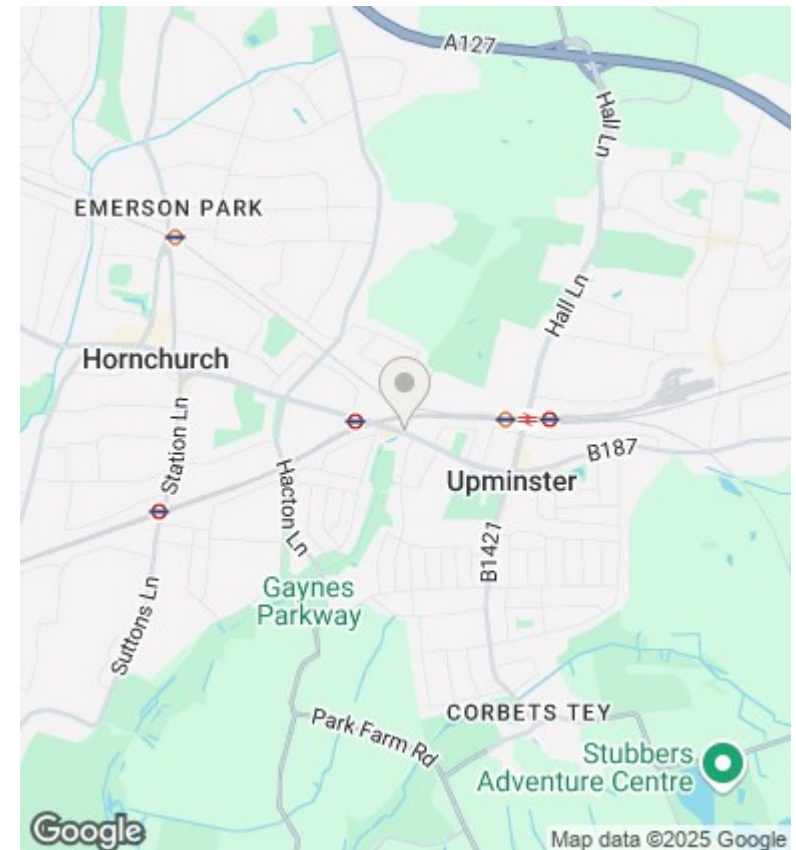 A127
Hall Ln
EMERSON PARK
Hall Ln
Hornchurch
Station Ln
B187
Upminster
Hacton Ln
B1421
Gaynes
Parkway
Suttons Ln
CORBETS TEY
Park Farm Rd
Stubbers
Adventure Centre
Google
Map data ©2025 Google